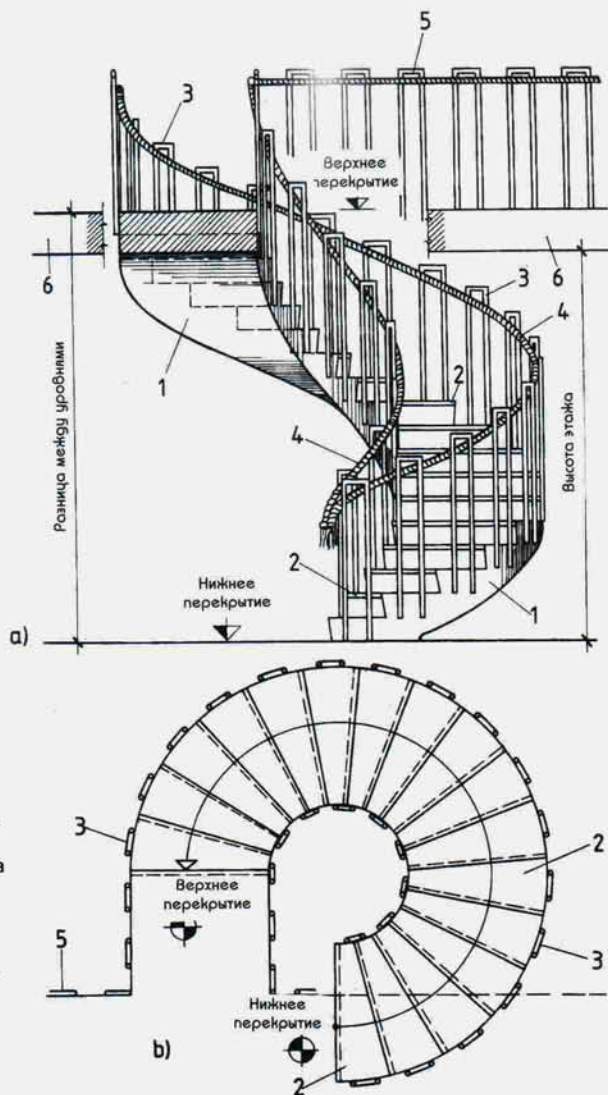 5
3
Верхнее
перекрытие
6
6
3
4
1
2
Разница между уровнями
Высота этажа
4
Нижнее
перекрытие
2
1
a)
3
Верхнее
перекрытие
2
а
3
5
Нижнее
перекрытие
b)
2